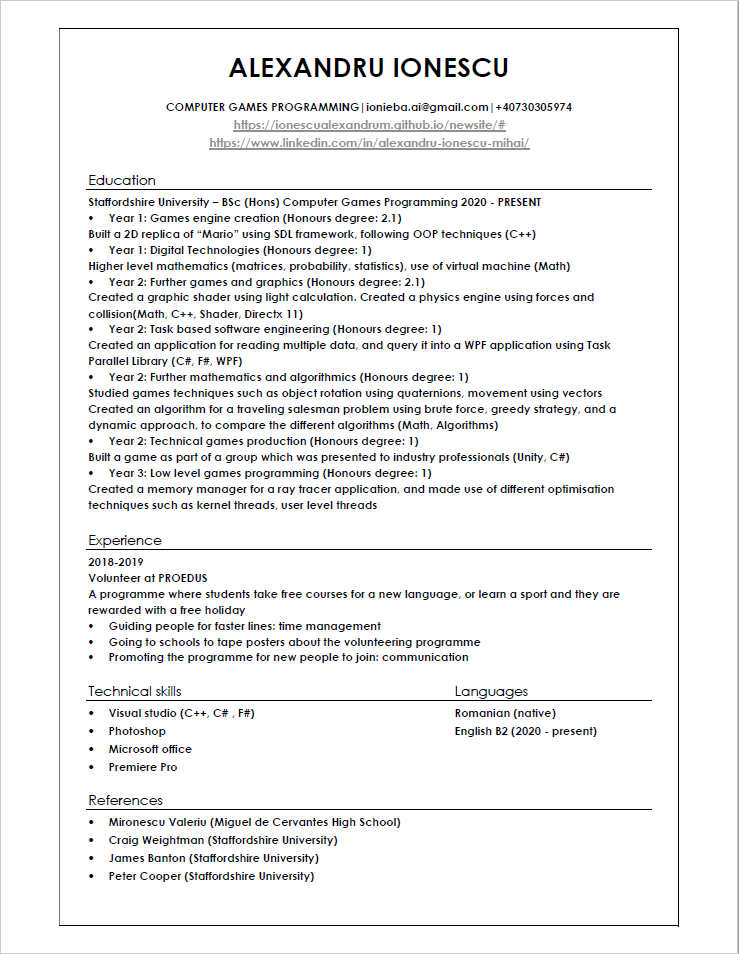 ALEXANDRU IONESCU
COMPUTER GAMES PROGRAMMING|ionieba.ai@gmail.com|+40730305974
https://ionescualexandrum.github.io/newsite/#
https://www.linkedin.com/in/alexandru-ionescu-mihai/
Education
Staffordshire University – BSc (Hons) Computer Games Programming 2020 - PRESENT
• Year 1: Games engine creation (Honours degree: 2.1)
Built a 2D replica of “Mario” using SDL framework, following OOP techniques (C++)
• Year 1: Digital Technologies (Honours degree: 1)
Higher level mathematics (matrices, probability, statistics), use of virtual machine (Math)
• Year 2: Further games and graphics (Honours degree: 2.1)
Created a graphic shader using light calculation. Created a physics engine using forces and
collision(Math, C++, Shader, Directx 11)
• Year 2: Task based software engineering (Honours degree: 1)
Created an application for reading multiple data, and query it into a WPF application using Task
Parallel Library (C#, F#, WPF)
• Year 2: Further mathematics and algorithmics (Honours degree: 1)
Studied games techniques such as object rotation using quaternions, movement using vectors
Created an algorithm for a traveling salesman problem using brute force, greedy strategy, and a
dynamic approach, to compare the different algorithms (Math, Algorithms)
• Year 2: Technical games production (Honours degree: 1)
Built a game as part of a group which was presented to industry professionals (Unity, C#)
• Year 3: Low level games programming (Honours degree: 1)
Created a memory manager for a ray tracer application, and made use of different optimisation
techniques such as kernel threads, user level threads
Experience
2018-2019
Volunteer at PROEDUS
A programme where students take free courses for a new language, or learn a sport and they are
rewarded with a free holiday
• Guiding people for faster lines: time management
• Going to schools to tape posters about the volunteering programme
• Promoting the programme for new people to join: communication
Technical skills
• Visual studio (C++, C# , F#)
• Photoshop
• Microsoft office
• Premiere Pro
Languages
Romanian (native)
English B2 (2020 - present)
References
• Mironescu Valeriu (Miguel de Cervantes High School)
• Craig Weightman (Staffordshire University)
• James Banton (Staffordshire University)
• Peter Cooper (Staffordshire University)